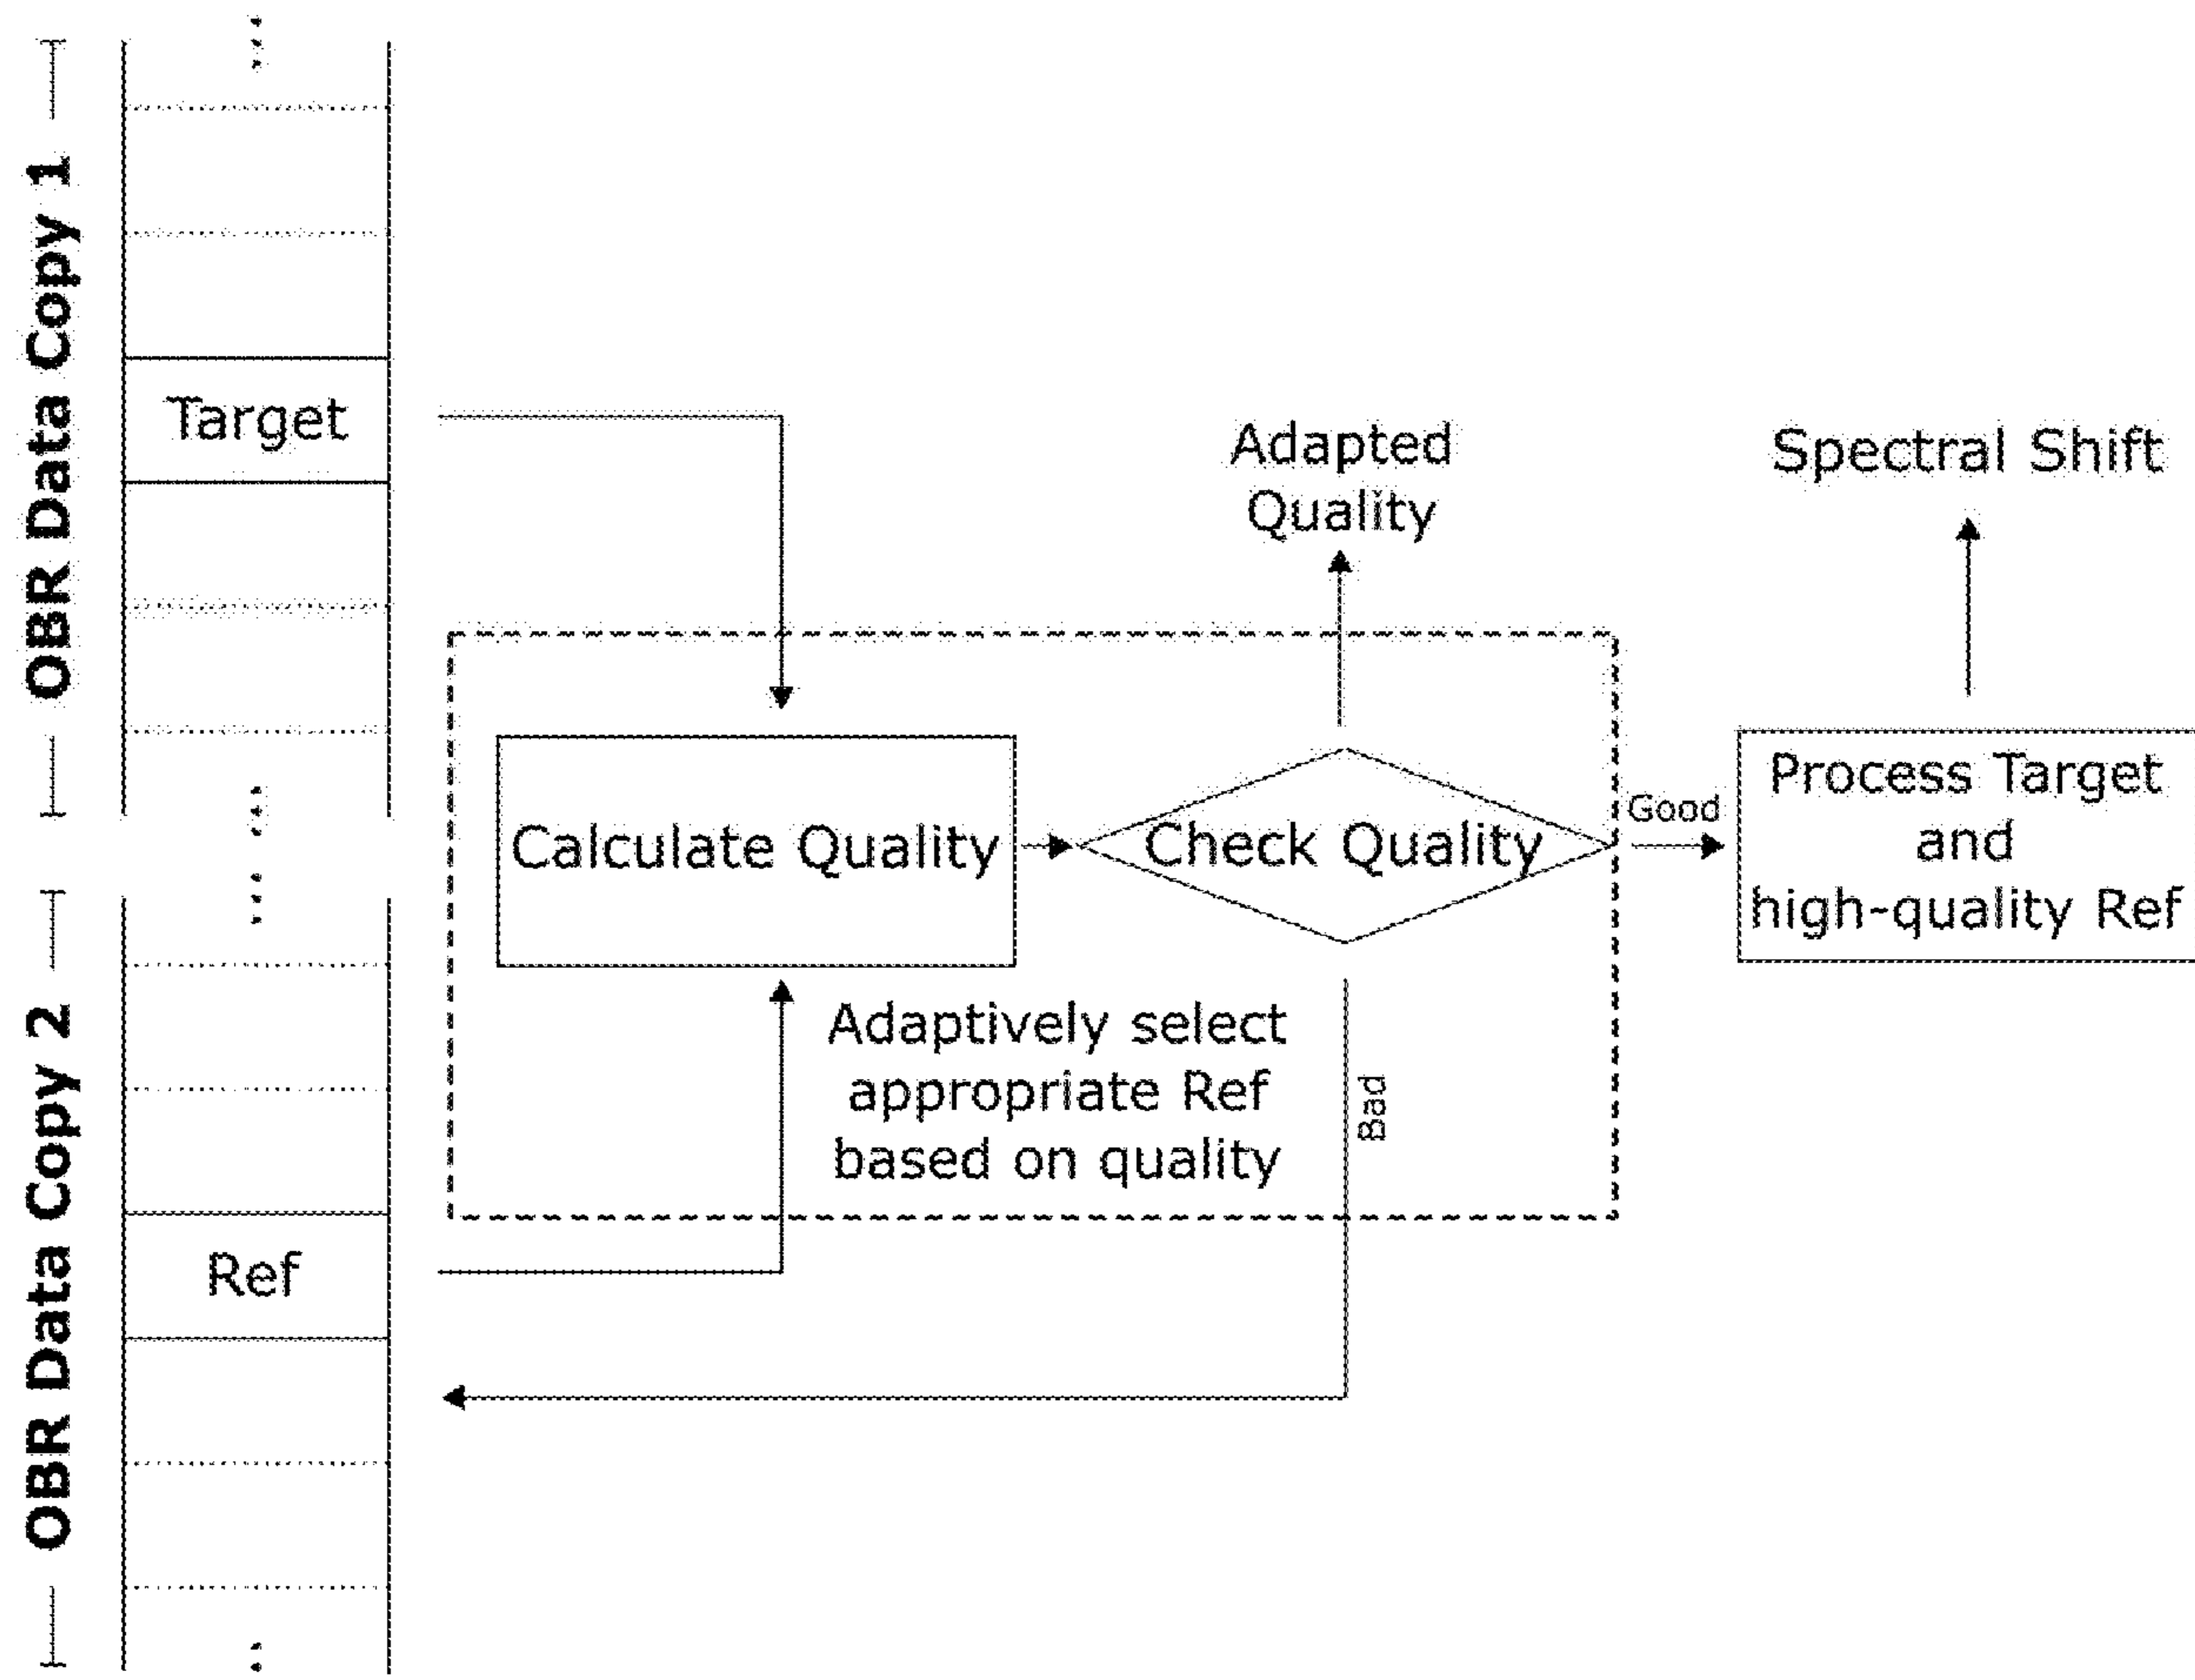 OBR Data Copy 1
Target
Adapted
Quality
Spectral Shift
Calculate Quality
Check Quality
Good
Process Target
and
high-quality Ref
Adaptively select
appropriate Ref
based on quality
Bad
OBR Data Copy 2
Ref